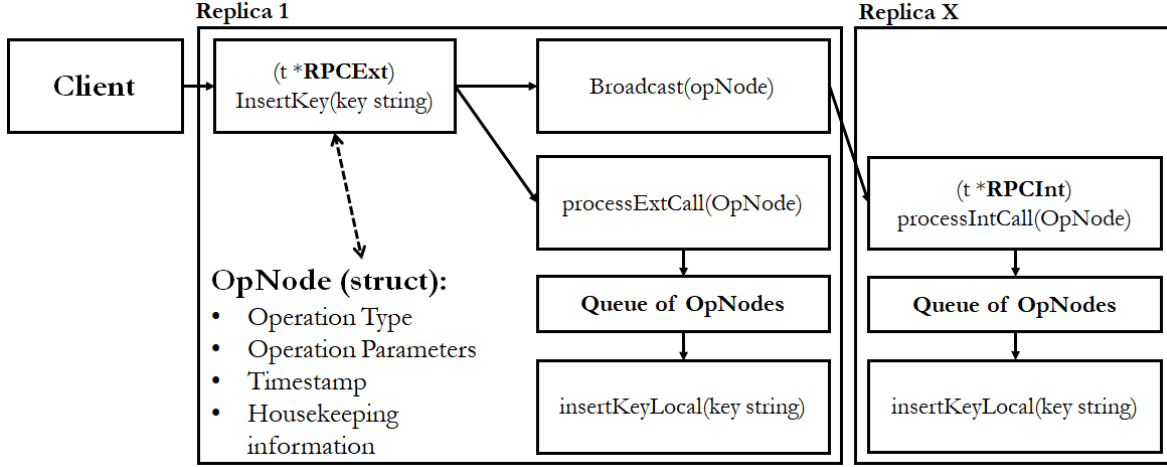 Replica 1
Replica X
Client
(t *RPCExt)
InsertKey(key string)
Broadcast(opNode)
processExtCall(OpNode)
(t *RPCInt)
processIntCall(OpNode)
OpNode (struct):
• Operation Type
• Operation Parameters
• Timestamp
• Housekeeping
information
Queue of OpNodes
Queue of OpNodes
insertKeyLocal(key string)
insertKeyLocal(key string)